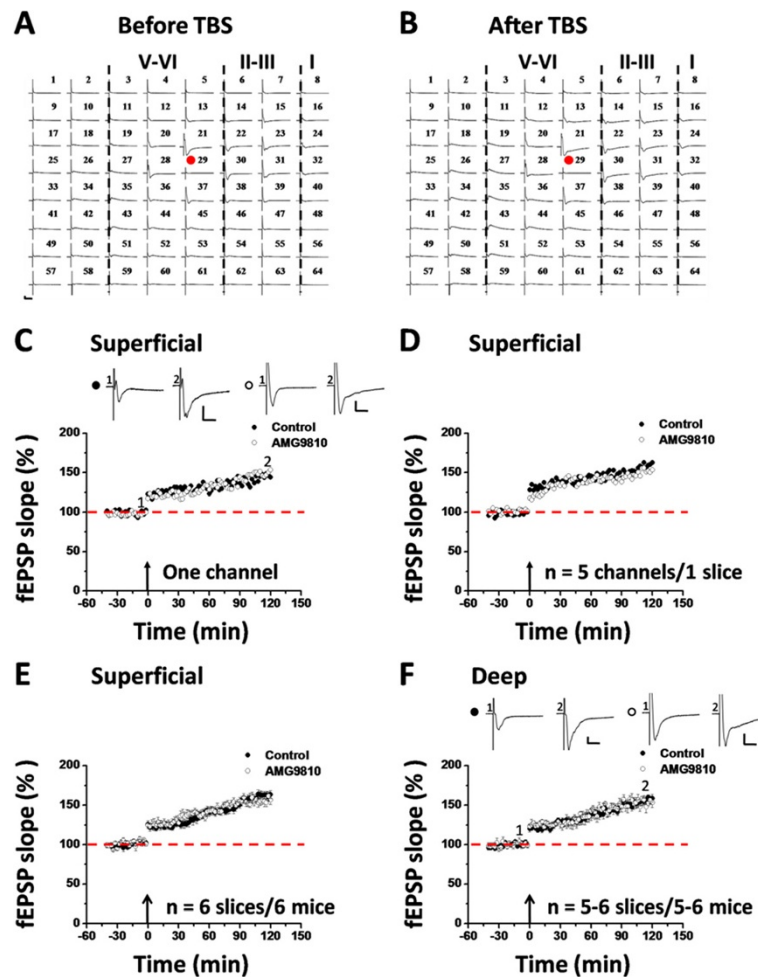 A Before TBS
V-VI II-III I
1 2 3 4 5 6 7 8
9 10 11 12 13 14 15 16
17 18 19 20 21 22 23 24
25 26 27 28 29 30 31 32
33 34 35 36 37 38 39 40
41 42 43 44 45 46 47 48
49 50 51 52 53 54 55 56
57 58 59 60 61 62 63 64
B After TBS
V-VI II-III I
1 2 3 4 5 6 7 8
9 10 11 12 13 14 15 16
17 18 19 20 21 22 23 24
25 26 27 28 29 30 31 32
33 34 35 36 37 38 39 40
41 42 43 44 45 46 47 48
49 50 51 52 53 54 55 56
57 58 59 60 61 62 63 64
C Superficial
1 2 1 2
Control
AMG9810
fEPSP slope (%)
200
150
100
50
0
1
2
One channel
-60 -30 0 30 60 90 120 150
Time (min)
D Superficial
Control
AMG9810
fEPSP slope (%)
200
150
100
50
0
n = 5 channels/1 slice
-60 -30 0 30 60 90 120 150
Time (min)
E Superficial
Control
AMG9810
fEPSP slope (%)
200
150
100
50
0
n = 6 slices/6 mice
-60 -30 0 30 60 90 120 150
Time (min)
F Deep
1 2 1 2
Control
AMG9810
fEPSP slope (%)
200
150
100
50
0
1
2
n = 5-6 slices/5-6 mice
-60 -30 0 30 60 90 120 150
Time (min)